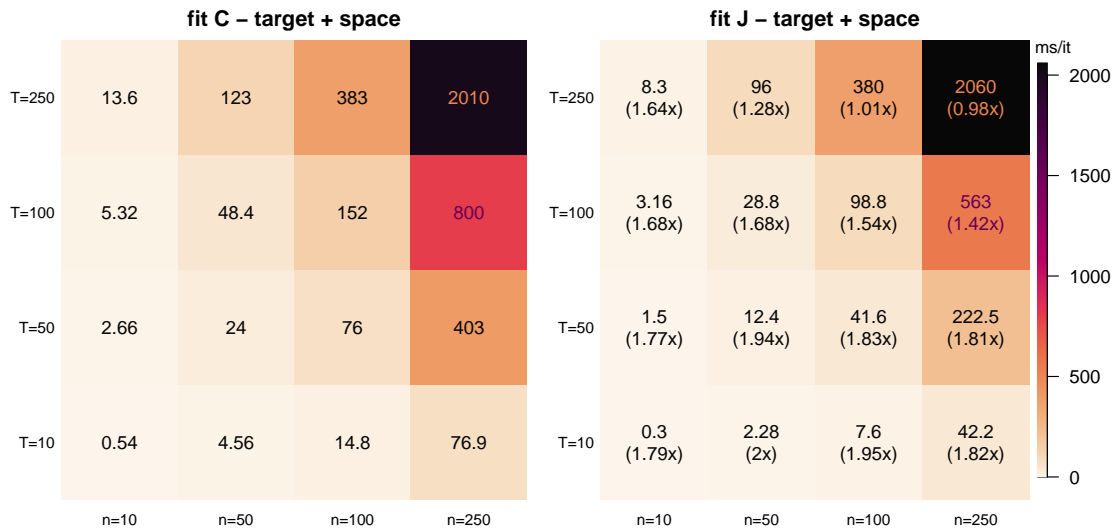 fit C – target + space
T=250
13.6
123
383
2010
T=100
5.32
48.4
152
800
T=50
2.66
24
76
403
T=10
0.54
4.56
14.8
76.9
n=10
n=50
n=100
n=250
fit J – target + space
8.3
(1.64x)
96
(1.28x)
380
(1.01x)
2060
(0.98x)
3.16
(1.68x)
28.8
(1.68x)
98.8
(1.54x)
563
(1.42x)
1.5
(1.77x)
12.4
(1.94x)
41.6
(1.83x)
222.5
(1.81x)
0.3
(1.79x)
2.28
(2x)
7.6
(1.95x)
42.2
(1.82x)
T=250
T=100
T=50
T=10
n=10
n=50
n=100
n=250
ms/it
2000
1500
1000
500
0